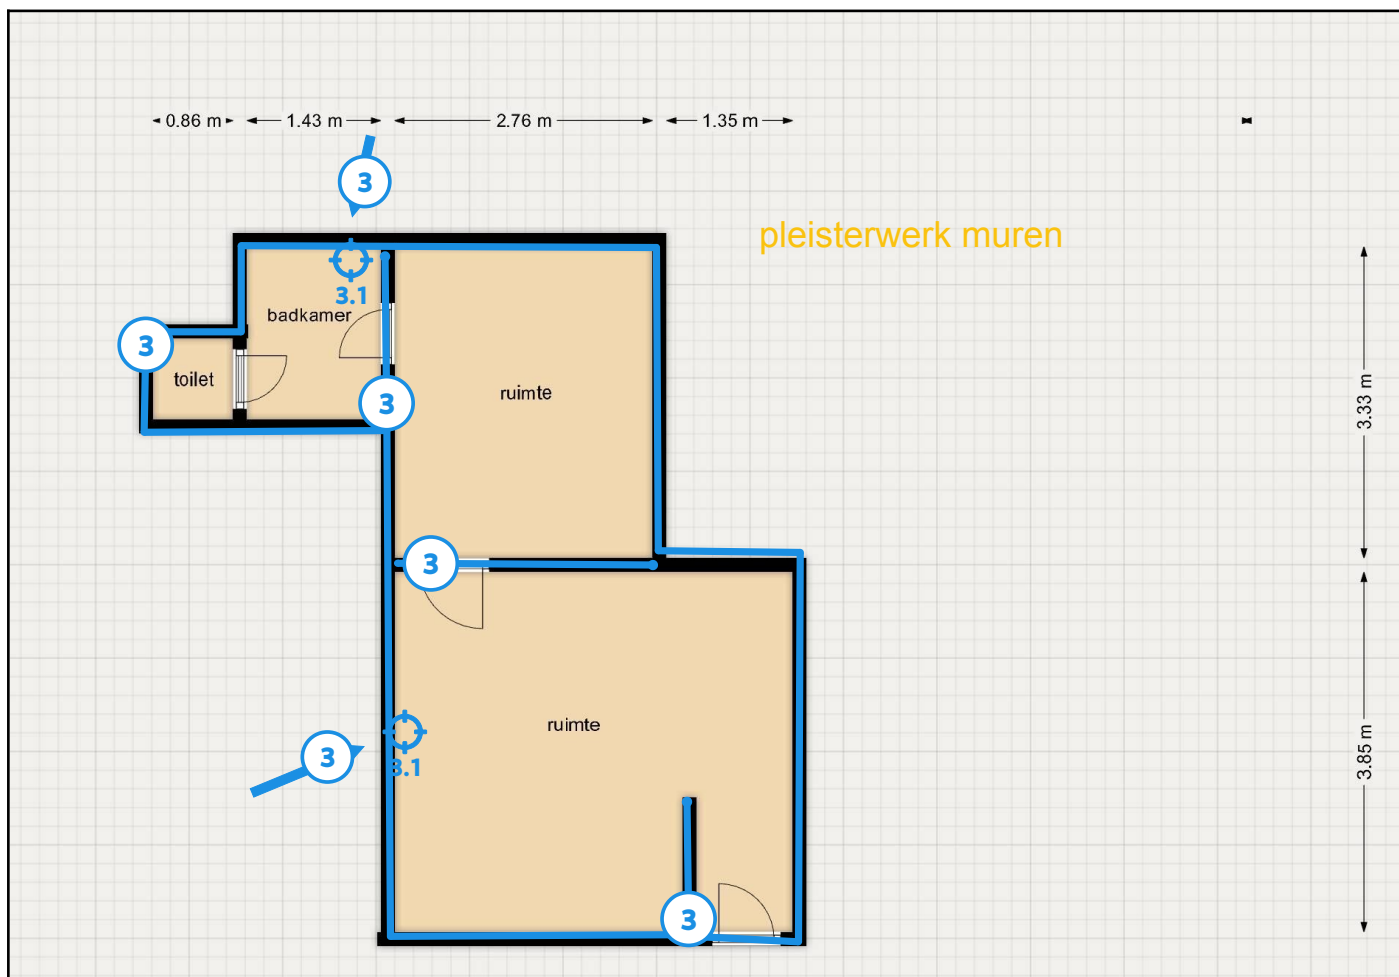 0.86 m
1.43 m
2.76 m
1.35 m
3
pleisterwerk muren
3.1
badkamer
3
toilet
ruimte
3
3.33 m
3
ruimte
3
3.1
3.85 m
3